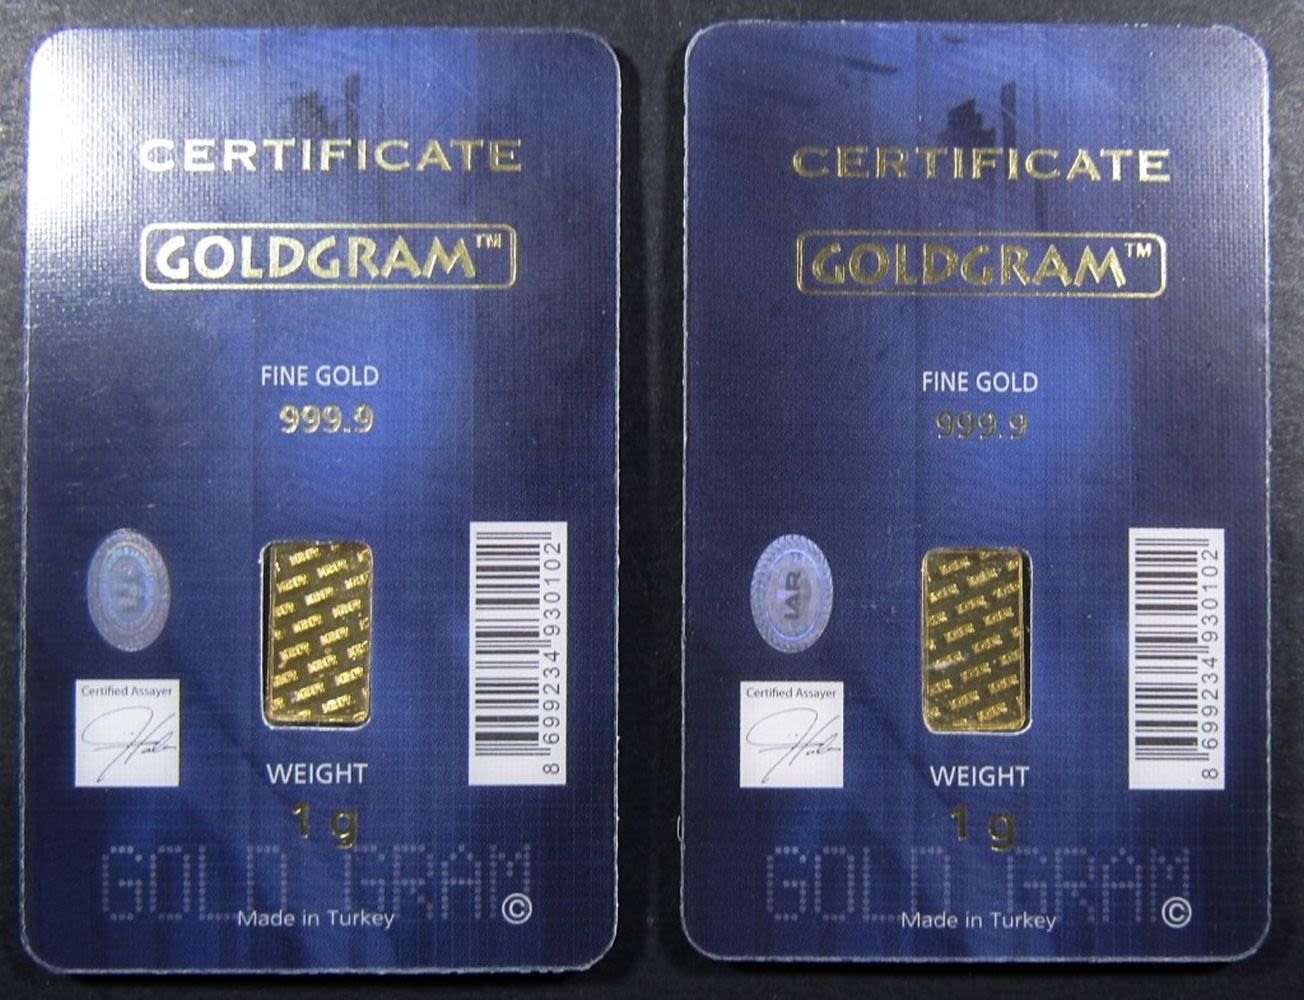 CERTIFICATE
GOLDGRAM™
FINE GOLD
999.9
Certified Assayer
8 699234 930102
WEIGHT
1 g
GOLD GRAM
Made in Turkey ©
CERTIFICATE
GOLDGRAM™
FINE GOLD
999.9
IAR
Certified Assayer
8 699234 930102
WEIGHT
1 g
GOLD GRAM
Made in Turkey ©